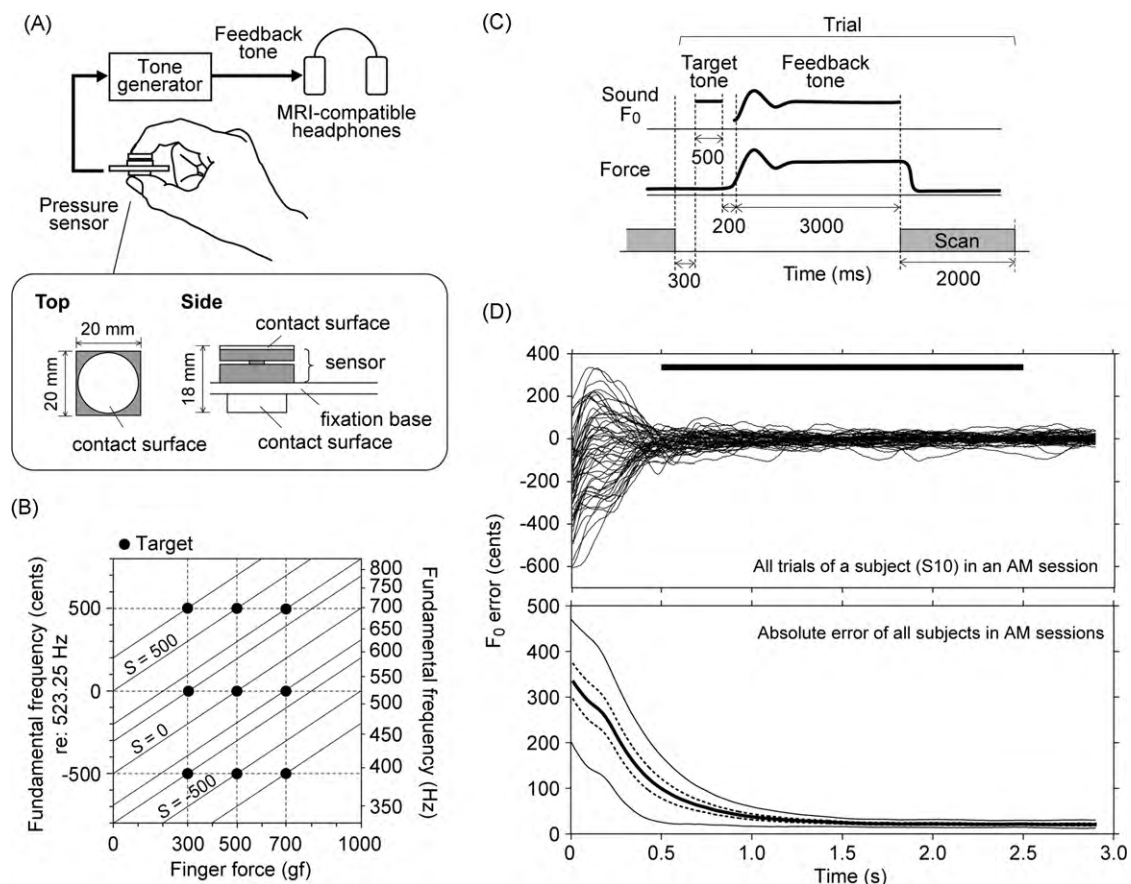 (A)
Feedback
tone
Tone
generator
MRI-compatible
headphones
Pressure
sensor
Top
Side
20 mm
20 mm
contact surface
18 mm
contact surface
sensor
fixation base
contact surface
(B)
● Target
Fundamental frequency (cents)
re: 523.25 Hz
500
0
-500
S = 500
S = 0
S = -500
800
700
650
600
550
500
450
400
350
Fundamental frequency
(Hz)
0
300
500
700
1000
Finger force (gf)
(C)
Trial
Target
tone
Feedback
tone
Sound
F0
500
Force
200
3000
Scan
300
Time (ms)
2000
(D)
400
200
0
-200
-400
-600
All trials of a subject (S10) in an AM session
F0 error (cents)
500
400
300
200
100
0
Absolute error of all subjects in AM sessions
0
0.5
1.0
1.5
2.0
2.5
3.0
Time (s)